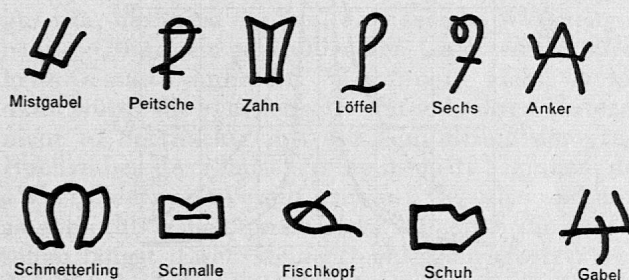 Mistgabel Peitsche Zahn Löffel Sechs Anker
Schmetterling Schnalle Fischkopf Schuh Gabel